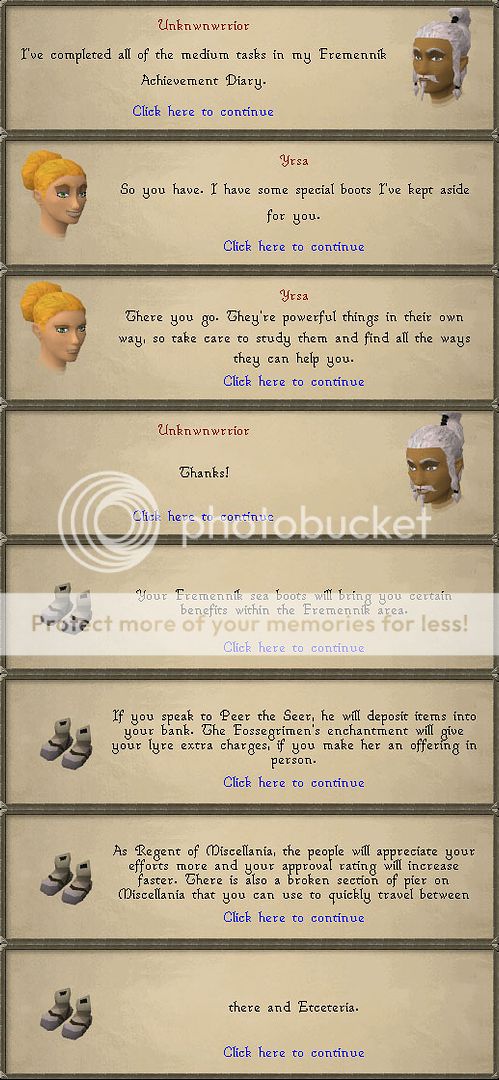 Unknwnwrrior
I've completed all of the medium tasks in my Fremennik
Achievement Diary.
Click here to continue
Yrsa
So you have. I have some special boots I've kept aside
for you.
Click here to continue
Yrsa
There you go. They're powerful things in their own
way, so take care to study them and find all the ways
they can help you.
Click here to continue
Unknwnwrrior
Thanks!
Click here to continue
photobucket
Your Fremennik sea boots will bring you certain
benefits within the Fremennik area.
Protect more of your memories for less!
Click here to continue
If you speak to Peer the Seer, he will deposit items into
your bank. The Fossegrimen's enchantment will give
your lyre extra charges, if you make her an offering in
person.
Click here to continue
As Regent of Miscellania, the people will appreciate your
efforts more and your approval rating will increase
faster. There is also a broken section of pier on
Miscellania that you can use to quickly travel between
Click here to continue
there and Etceteria.
Click here to continue